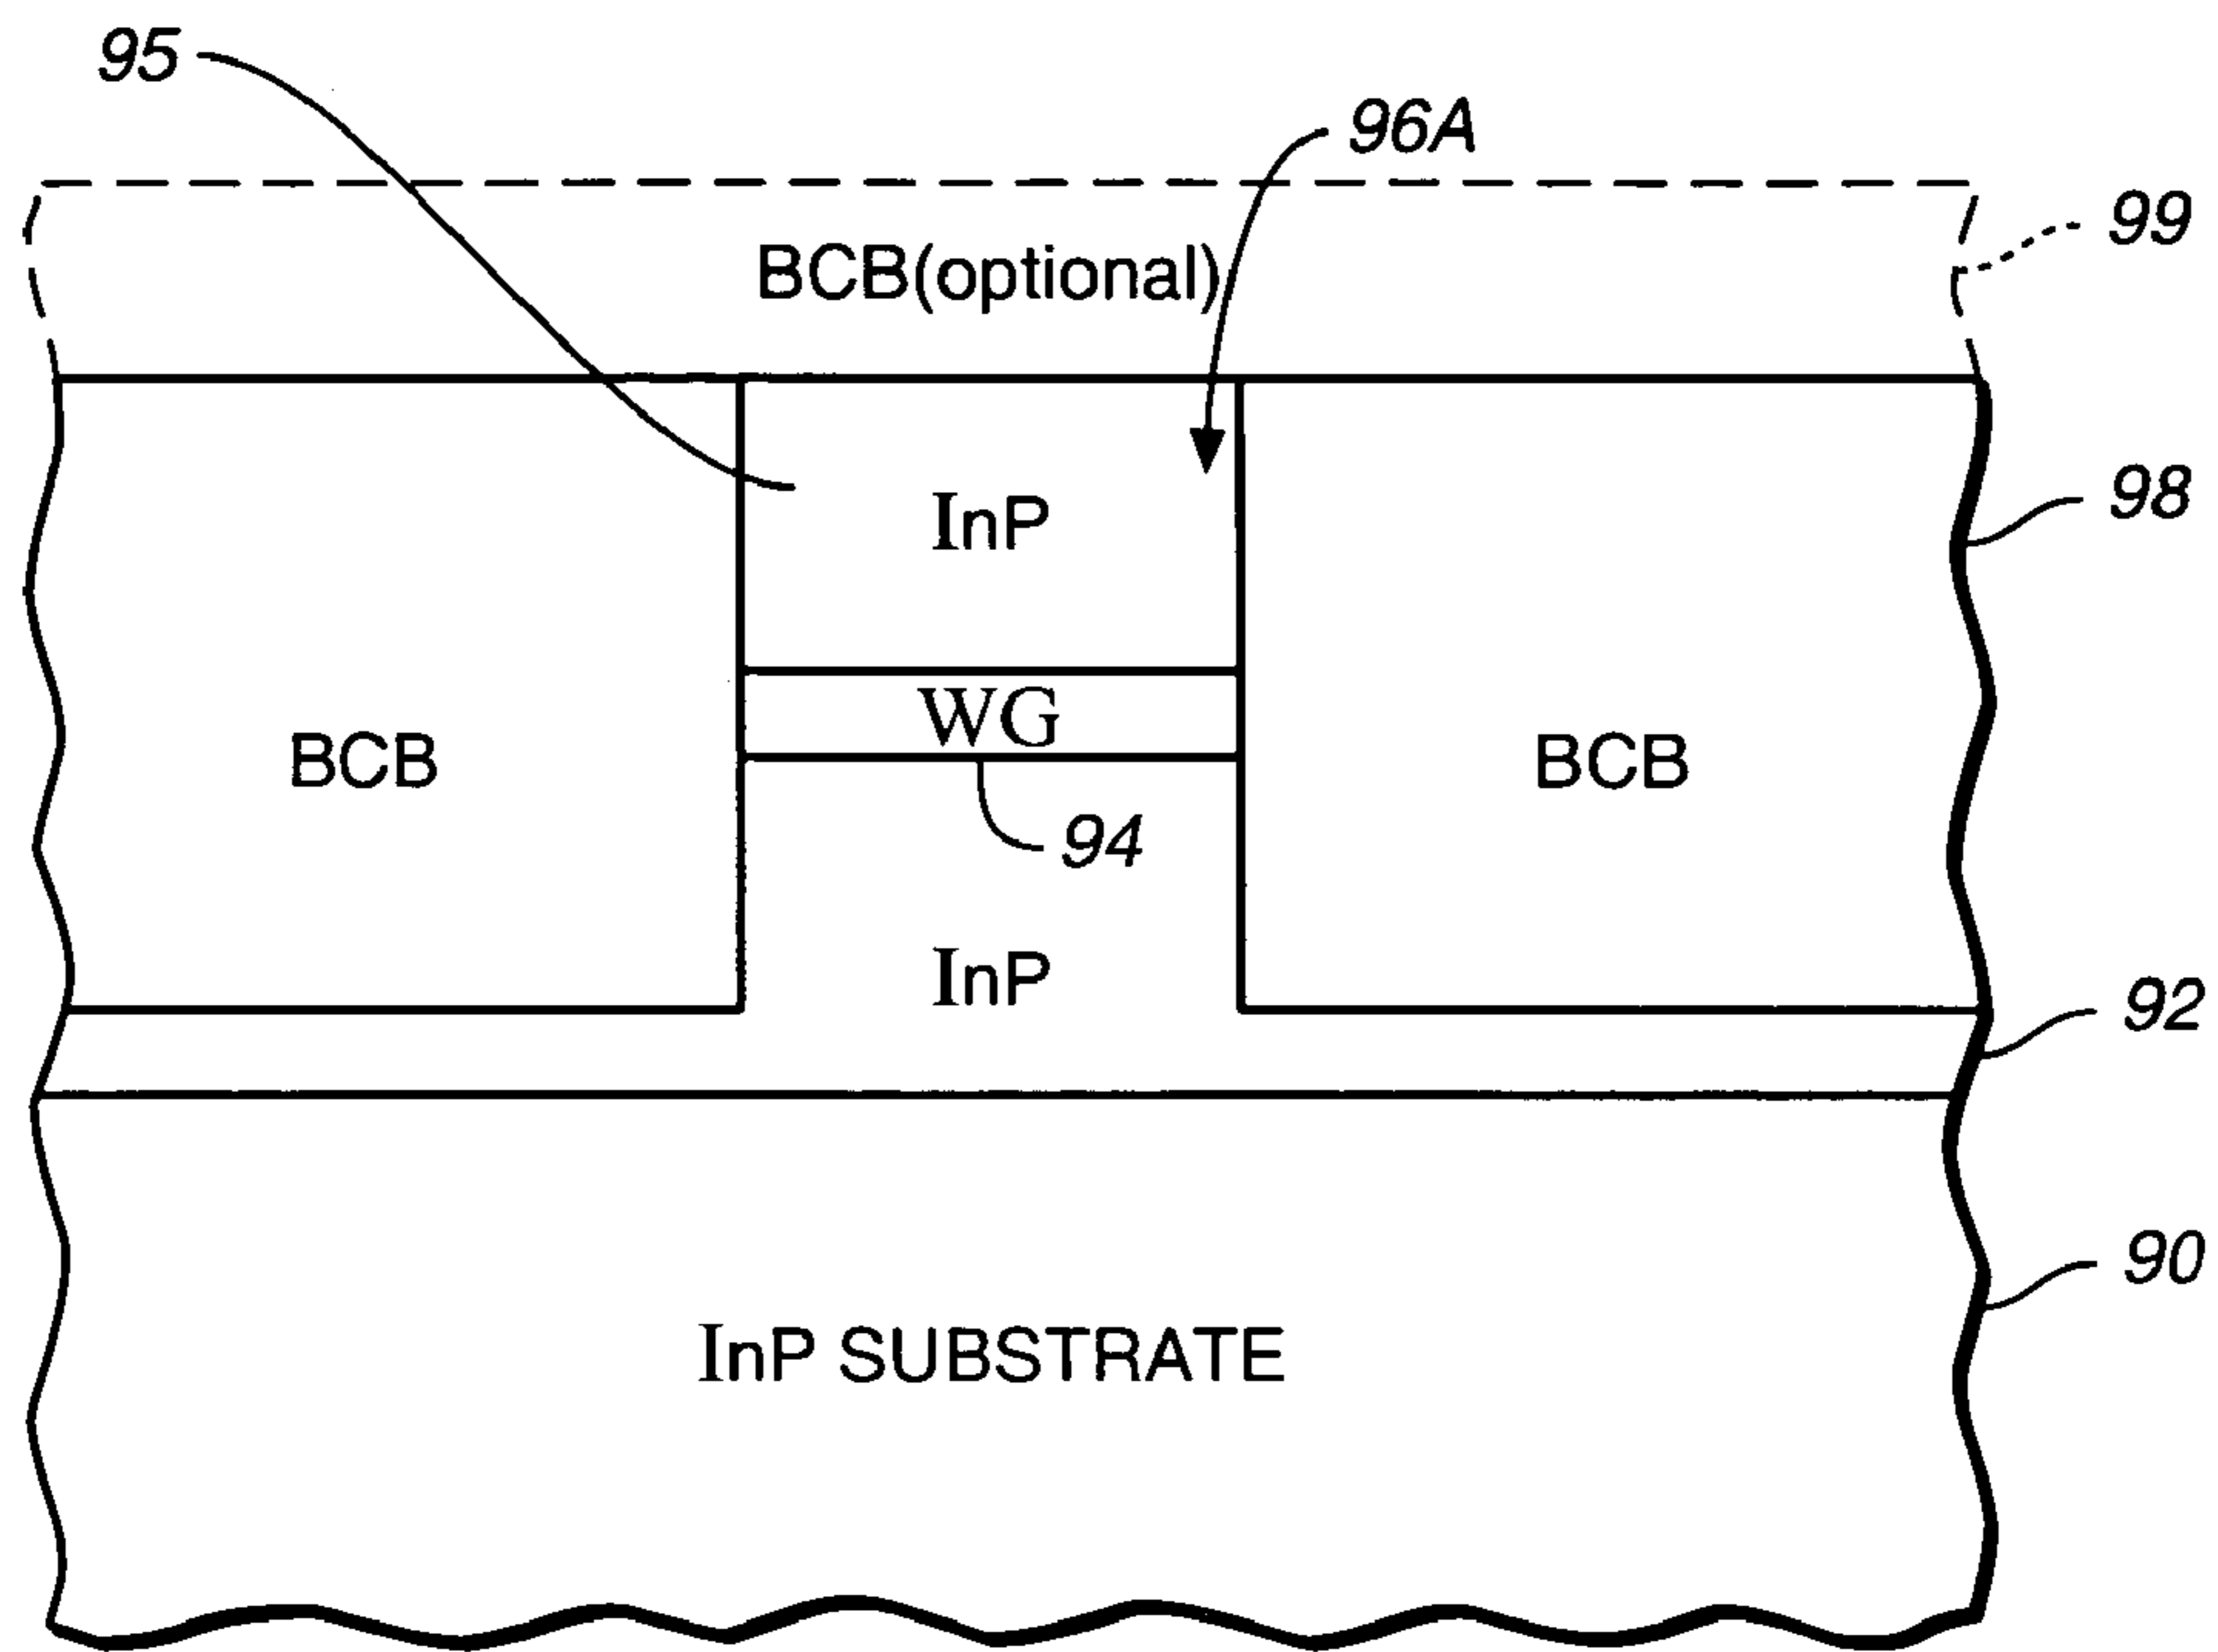 95
96A
99
BCB(optional)
98
InP
WG
BCB
BCB
94
InP
92
90
InP SUBSTRATE